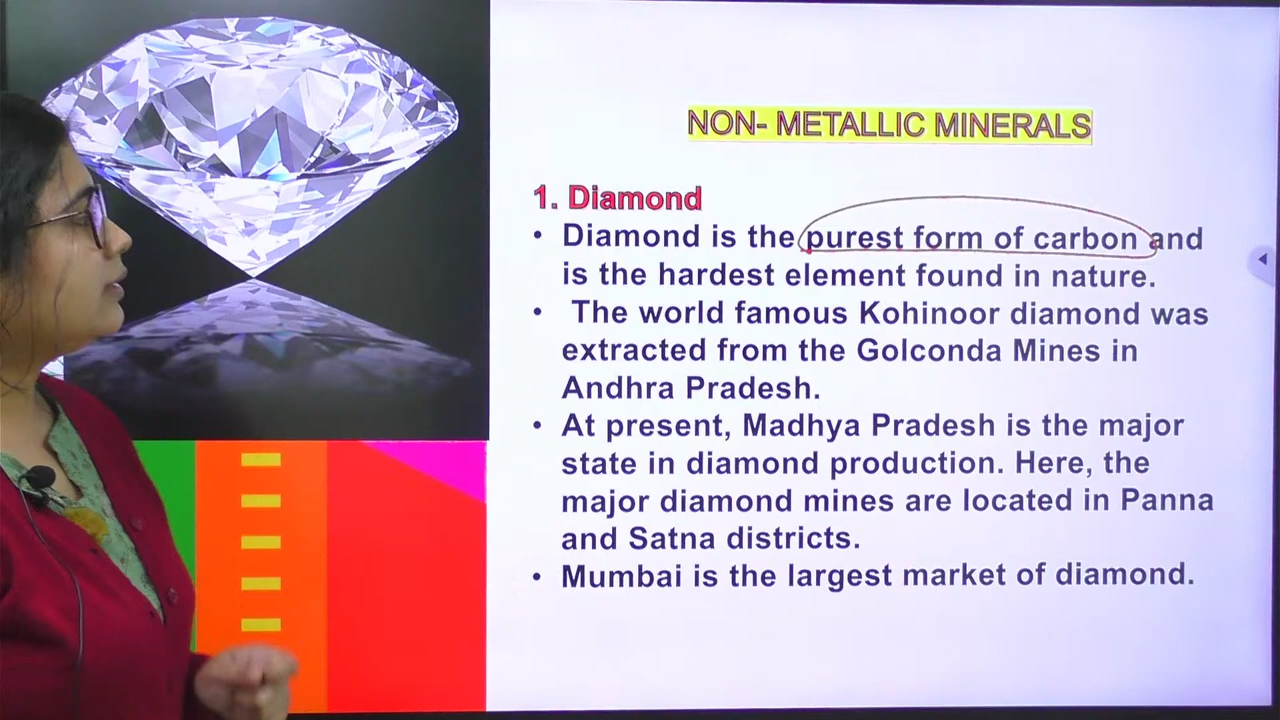 NON- METALLIC MINERALS
1. Diamond
• Diamond is the purest form of carbon and
is the hardest element found in nature.
• The world famous Kohinoor diamond was
extracted from the Golconda Mines in
Andhra Pradesh.
• At present, Madhya Pradesh is the major
state in diamond production. Here, the
major diamond mines are located in Panna
and Satna districts.
• Mumbai is the largest market of diamond.